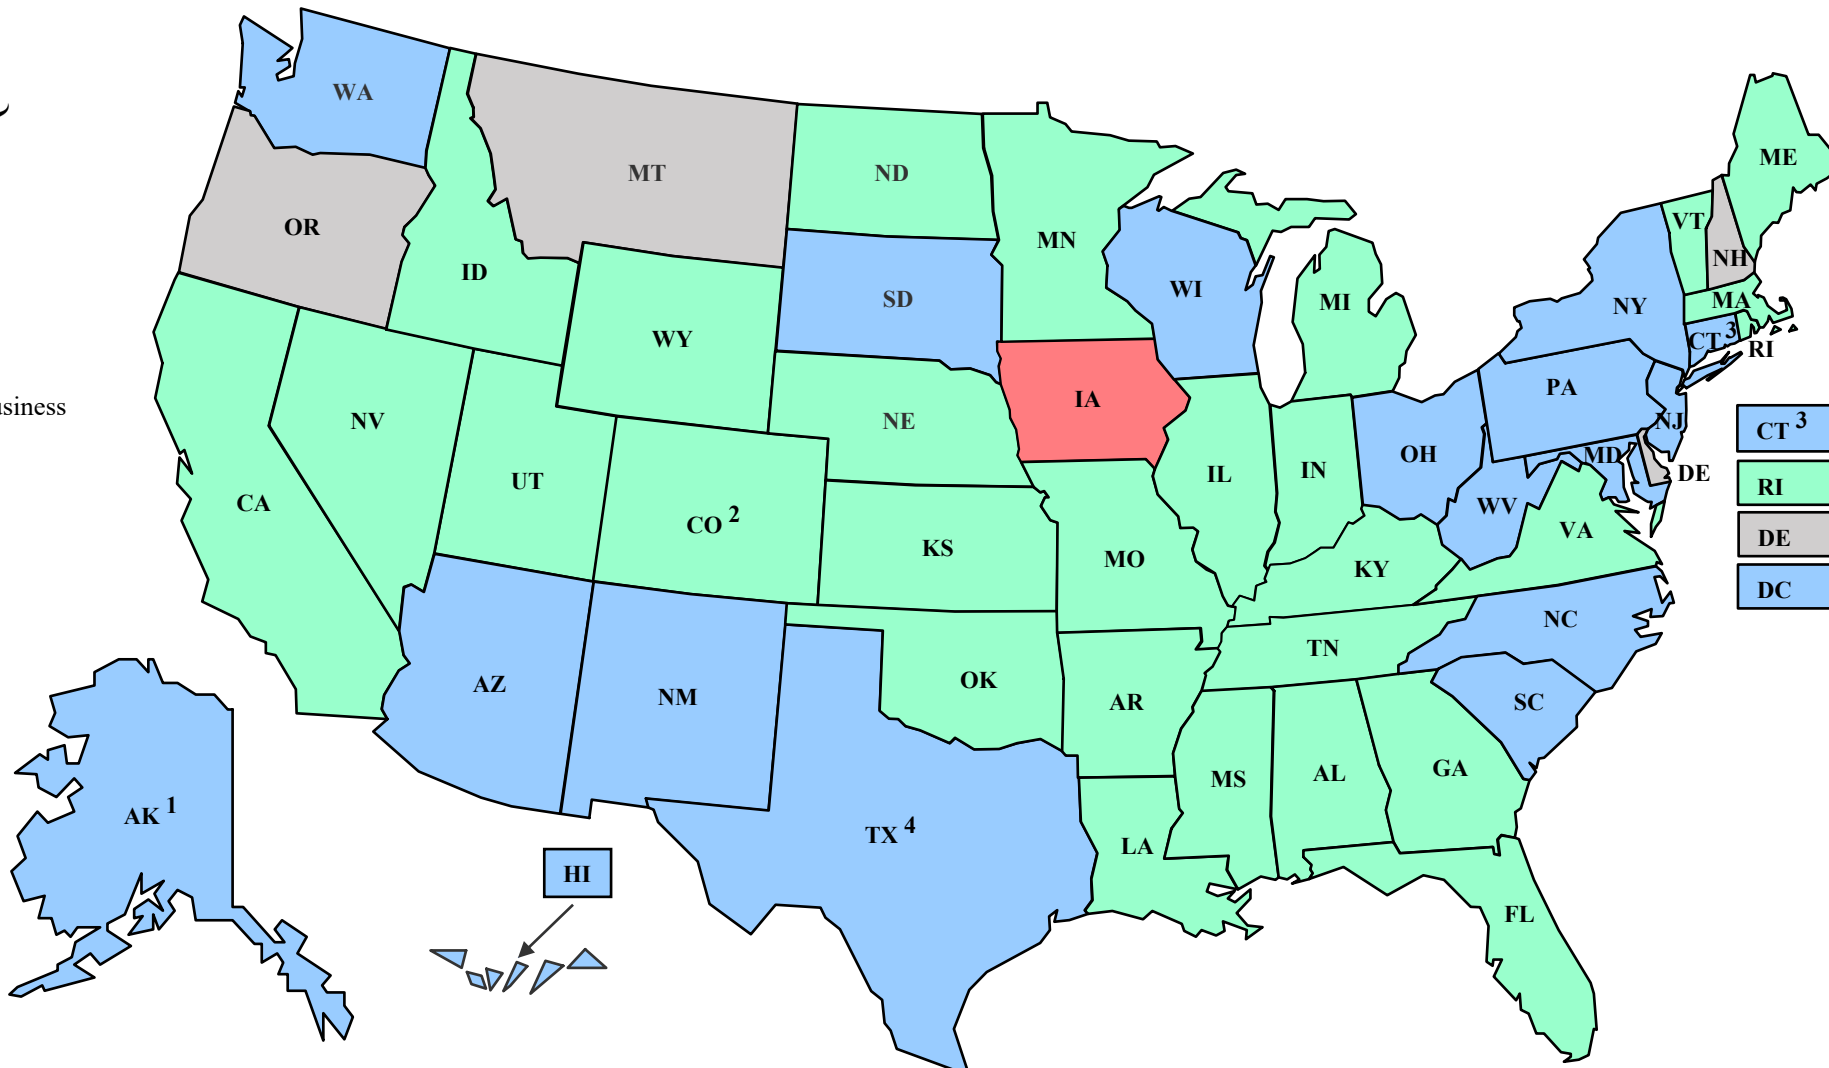 WA
ME
MT
ND
VT
OR
MN
NH
ID
SD
WI
MI
NY
MA
WY
CT 3
RI
PA
IA
usiness
NV
NE
NJ
CT 3
OH
MD
UT
IL
IN
DE
RI
CA
WV
CO 2
VA
KS
MO
KY
DE
DC
NC
TN
AZ
NM
OK
AR
SC
MS
AL
GA
AK 1
TX 4
LA
HI
FL